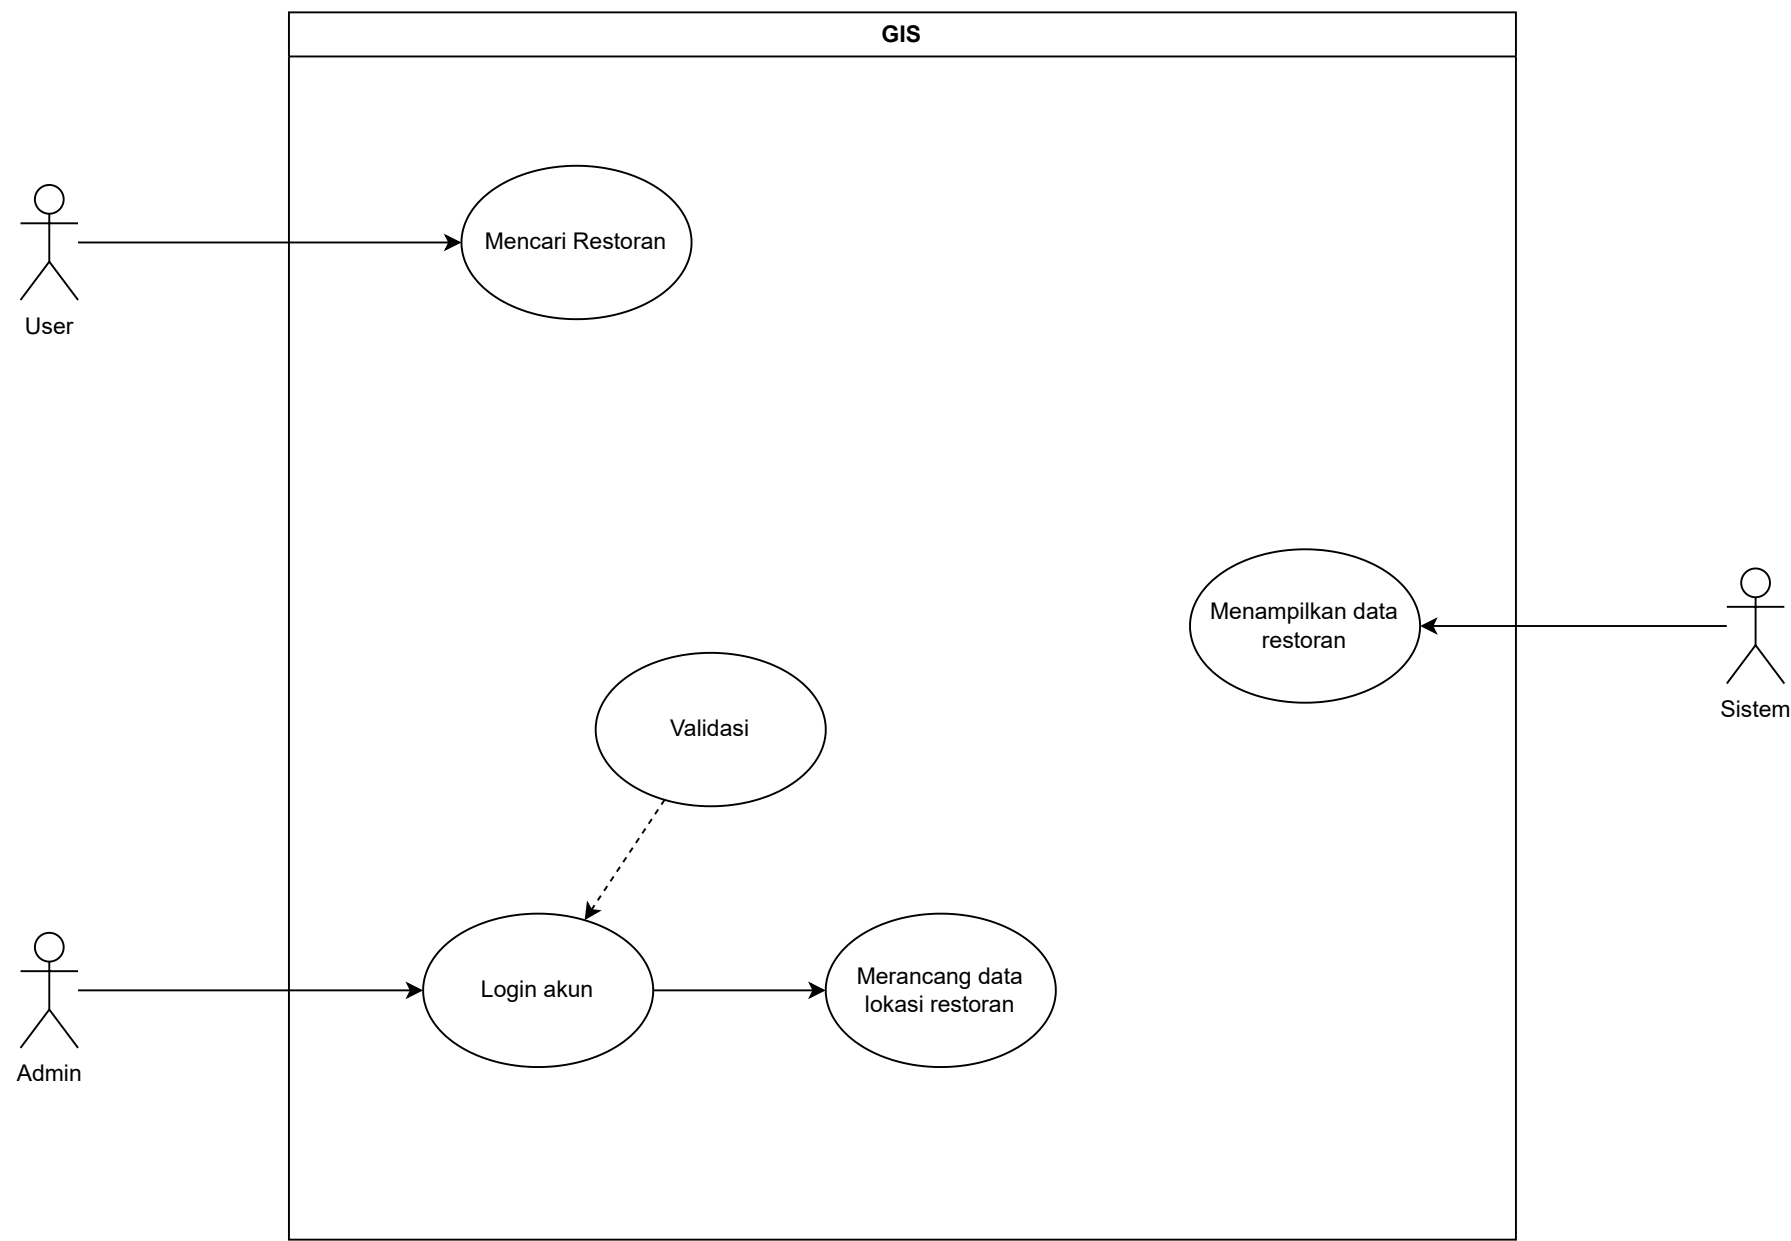 GIS
Mencari Restoran
User
Menampilkan data
restoran
Sistem
Validasi
Login akun
Merancang data
lokasi restoran
Admin